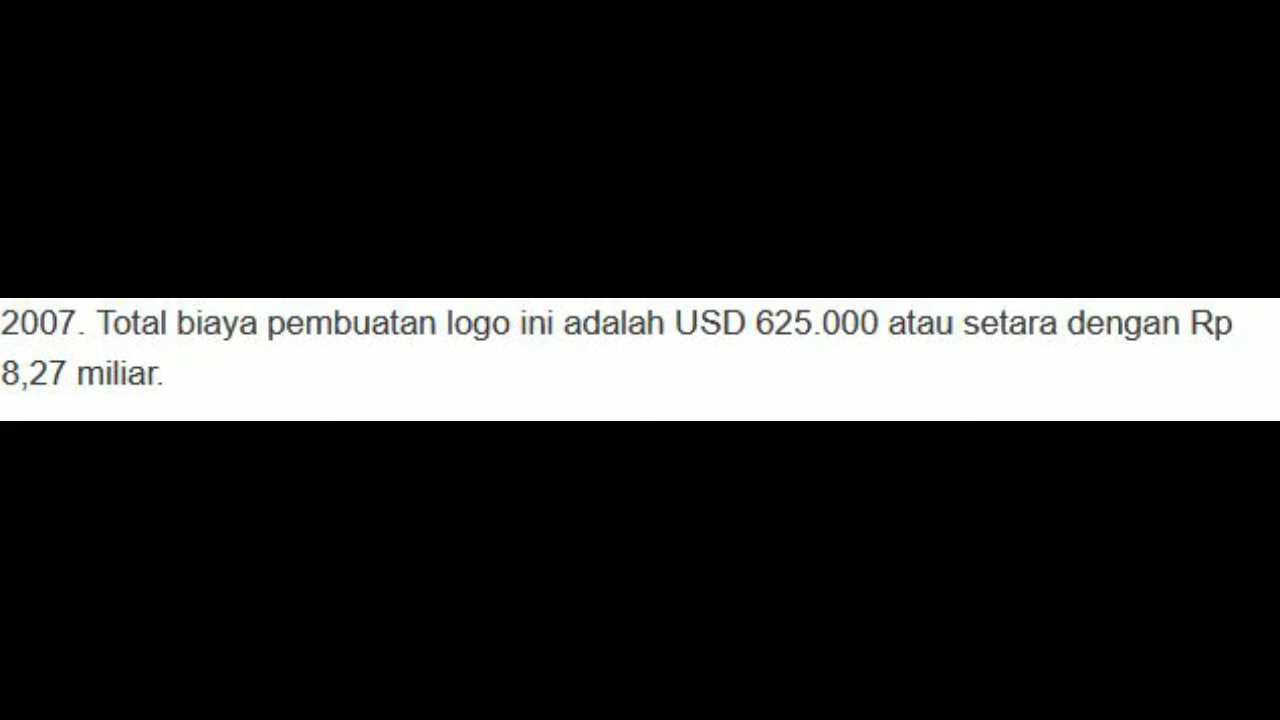 2007. Total biaya pembuatan logo ini adalah USD 625.000 atau setara dengan Rp
8,27 miliar.